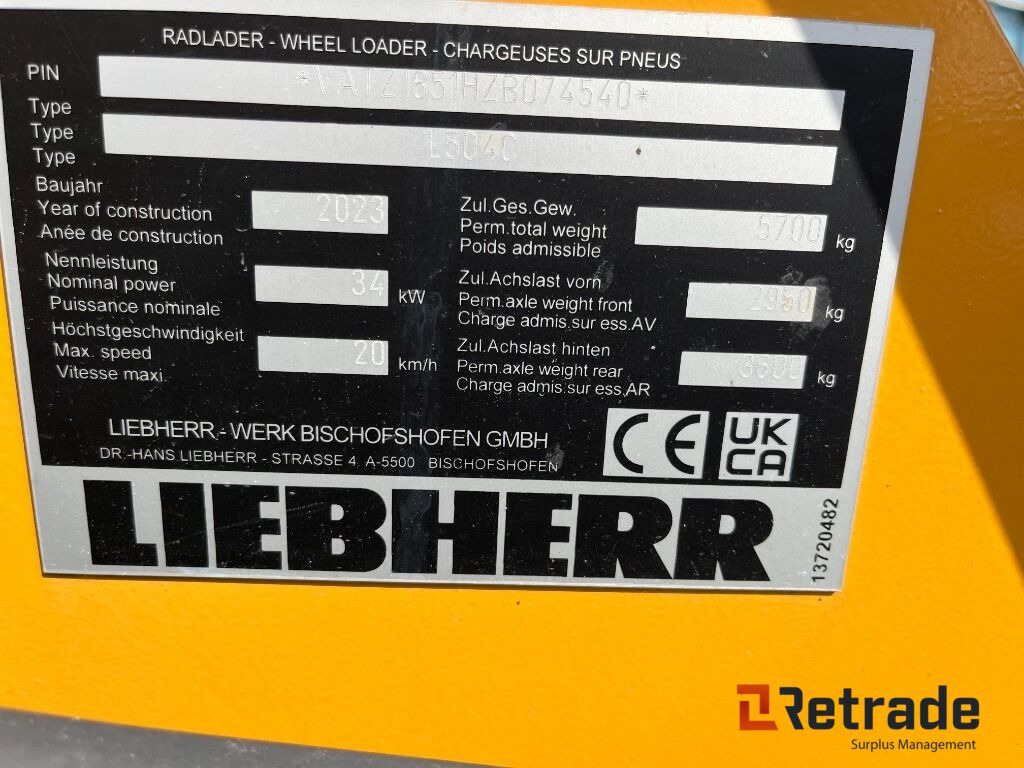 RADLADER - WHEEL LOADER - CHARGEUSES SUR PNEUS
PIN *VATZ1851HZB074540*
Type
Type L504C
Type
Baujahr
Year of construction 2023
Anée de construction
Nennleistung
Nominal power 34 kW
Puissance nominale
Höchstgeschwindigkeit
Max. speed 20 km/h
Vitesse maxi.
Zul.Ges.Gew.
Perm.total weight 5700 kg
Poids admissible
Zul.Achslast vorn
Perm.axle weight front 2950 kg
Charge admis.sur ess.AV
Zul.Achslast hinten
Perm.axle weight rear kg
Charge admis.sur ess.AR
LIEBHERR - WERK BISCHOFSHOFEN GMBH
DR.-HANS LIEBHERR - STRASSE 4, A-5500 BISCHOFSHOFEN
CE
UK
CA
LIEBHERR
13720482
Retrade
Surplus Management